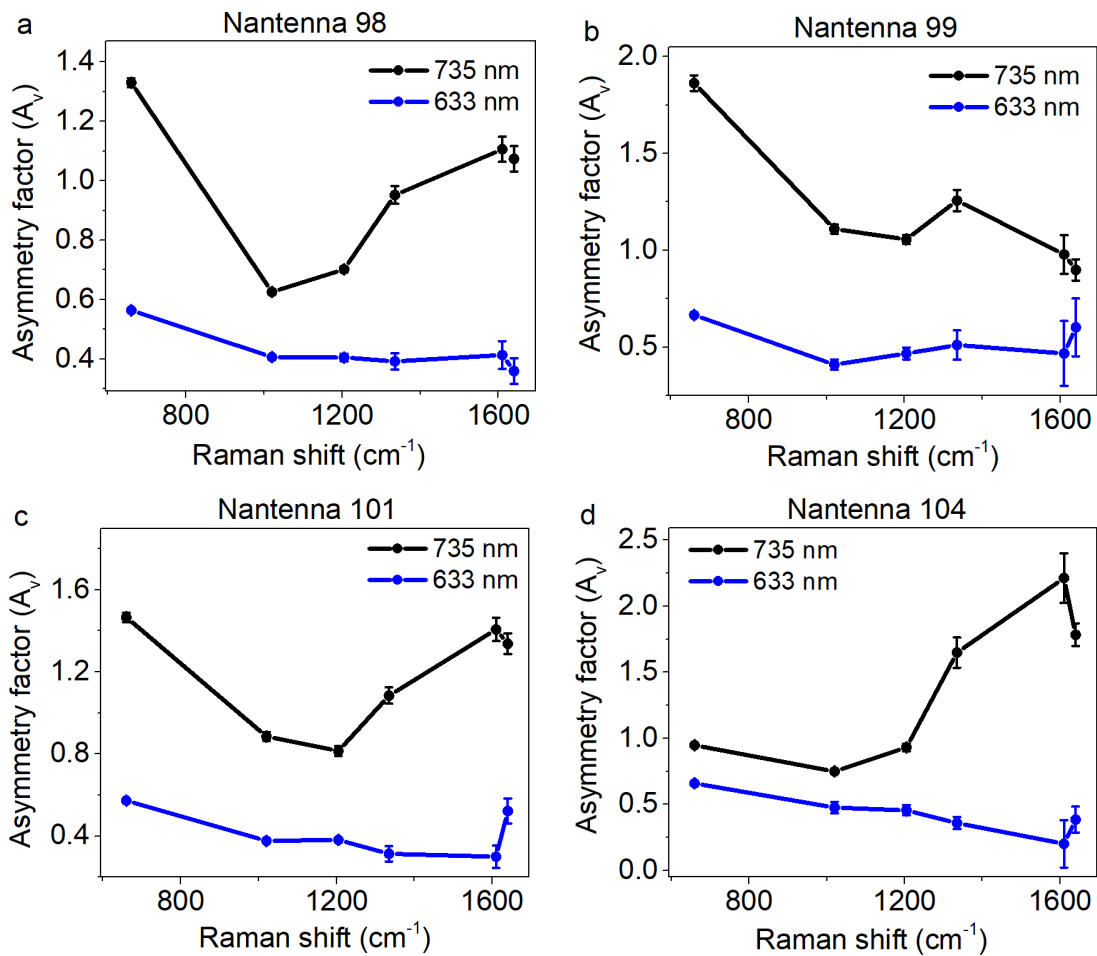 a
Nantenna 98
735 nm
633 nm
Asymmetry factor (Aᵥ)
1.4
1.2
1.0
0.8
0.6
0.4
800
1200
1600
Raman shift (cm⁻¹)
b
Nantenna 99
735 nm
633 nm
Asymmetry factor (Aᵥ)
2.0
1.5
1.0
0.5
800
1200
1600
Raman shift (cm⁻¹)
c
Nantenna 101
735 nm
633 nm
Asymmetry factor (Aᵥ)
1.6
1.2
0.8
0.4
800
1200
1600
Raman shift (cm⁻¹)
d
Nantenna 104
735 nm
633 nm
Asymmetry factor (Aᵥ)
2.5
2.0
1.5
1.0
0.5
0.0
800
1200
1600
Raman shift (cm⁻¹)